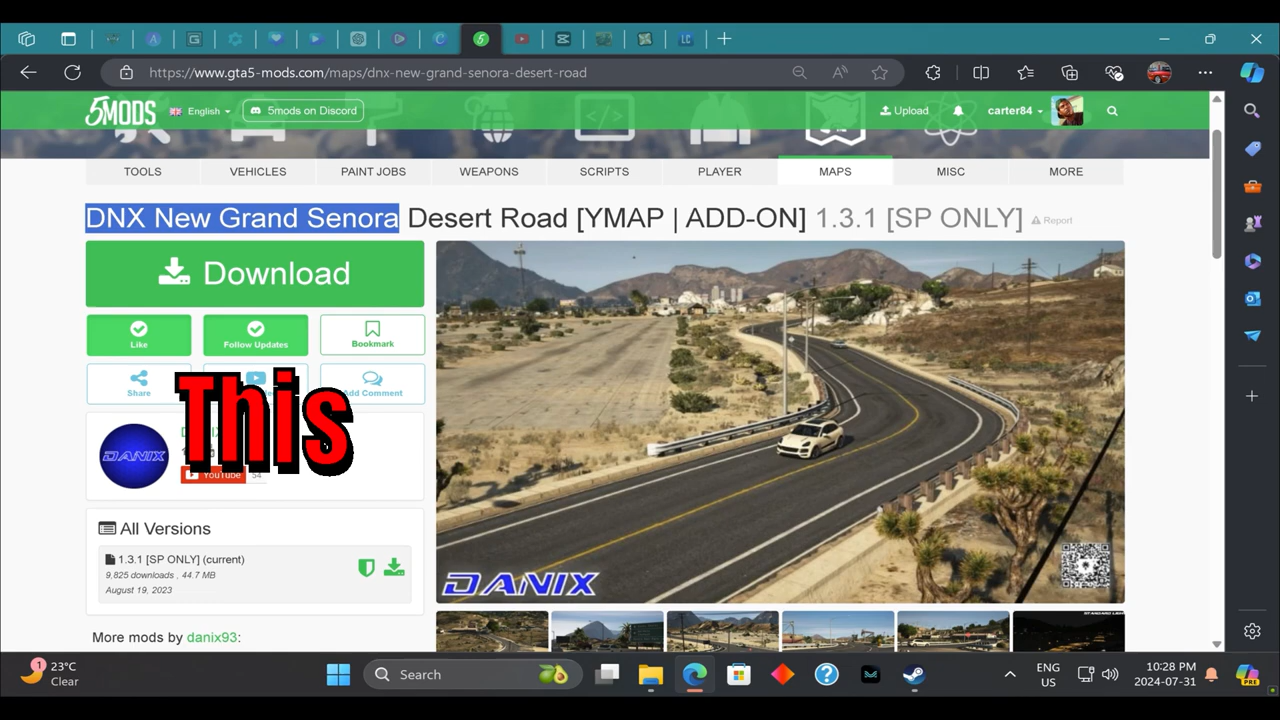 https://www.gta5-mods.com/maps/dnx-new-grand-senora-desert-road
5MODS
English
5mods on Discord
Upload
carter84
TOOLS
VEHICLES
PAINT JOBS
WEAPONS
SCRIPTS
PLAYER
MAPS
MISC
MORE
DNX New Grand Senora Desert Road [YMAP | ADD-ON] 1.3.1 [SP ONLY]
Report
Download
Like
Follow Updates
Bookmark
Share
Add Comment
This
DANIX
YouTube
54
DANIX
All Versions
1.3.1 [SP ONLY] (current)
9,825 downloads , 44.7 MB
August 19, 2023
More mods by danix93:
1
23°C
Clear
Search
ENG
US
10:28 PM
2024-07-31
PRE